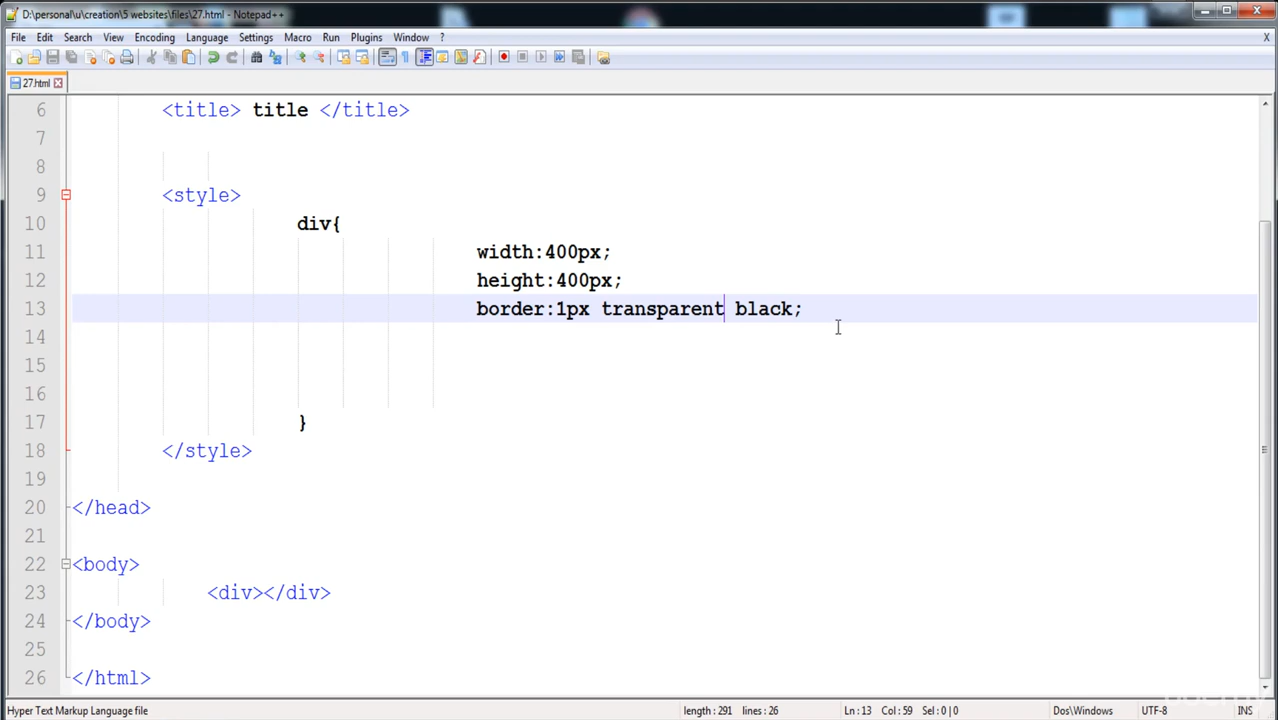 D:\personal\u\creation\5 websites\files\27.html - Notepad++
File Edit Search View Encoding Language Settings Macro Run Plugins Window ? X
27.html
6 <title> title </title>
7
8
9 <style>
10 div{
11 width:400px;
12 height:400px;
13 border:1px transparent black;
14
15
16
17 }
18 </style>
19
20 </head>
21
22 <body>
23 <div></div>
24 </body>
25
26 </html>
Hyper Text Markup Language file length : 291 lines : 26 Ln : 13 Col : 59 Sel : 0 | 0 Dos\Windows UTF-8 INS